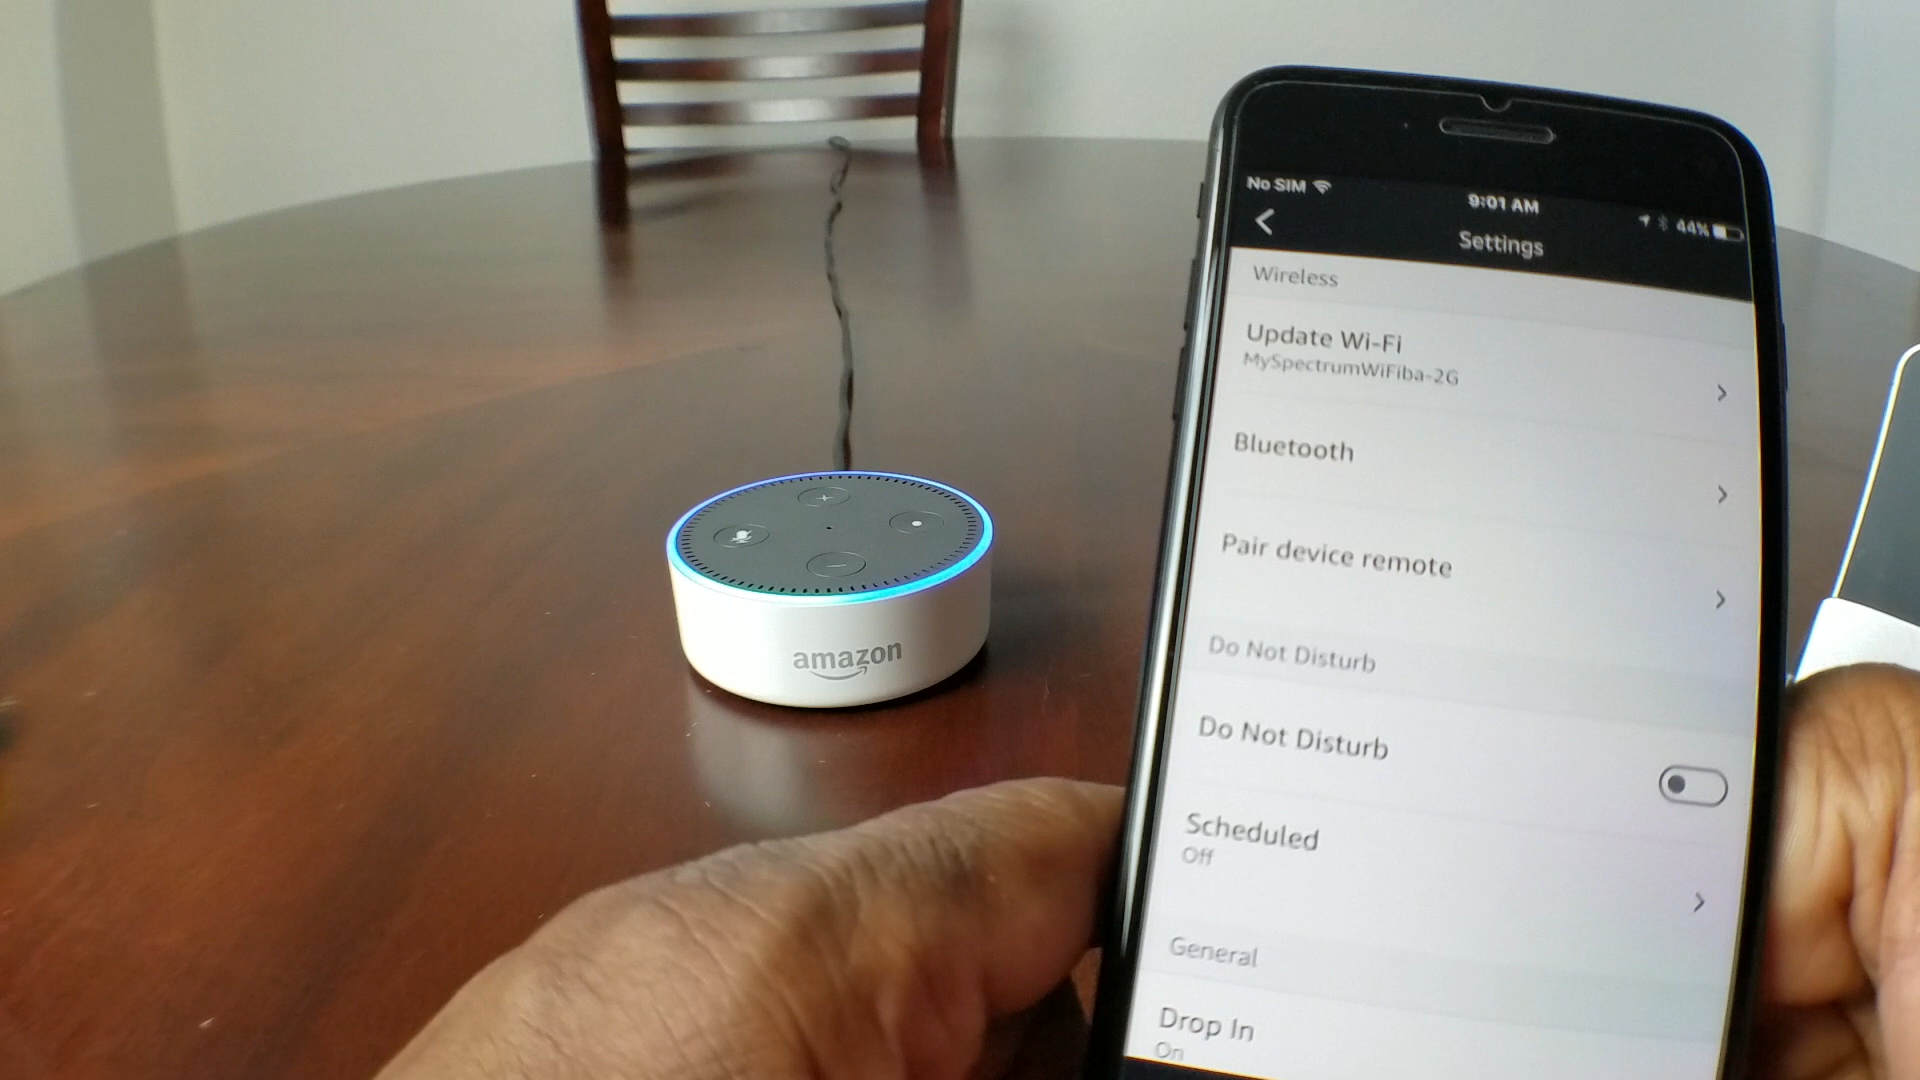 No SIM 9:01 AM 44%
Settings
Wireless
Update Wi-Fi
MySpectrumWiFiba-2G
Bluetooth
Pair device remote
Do Not Disturb
Do Not Disturb
Scheduled
Off
General
Drop In
On
amazon